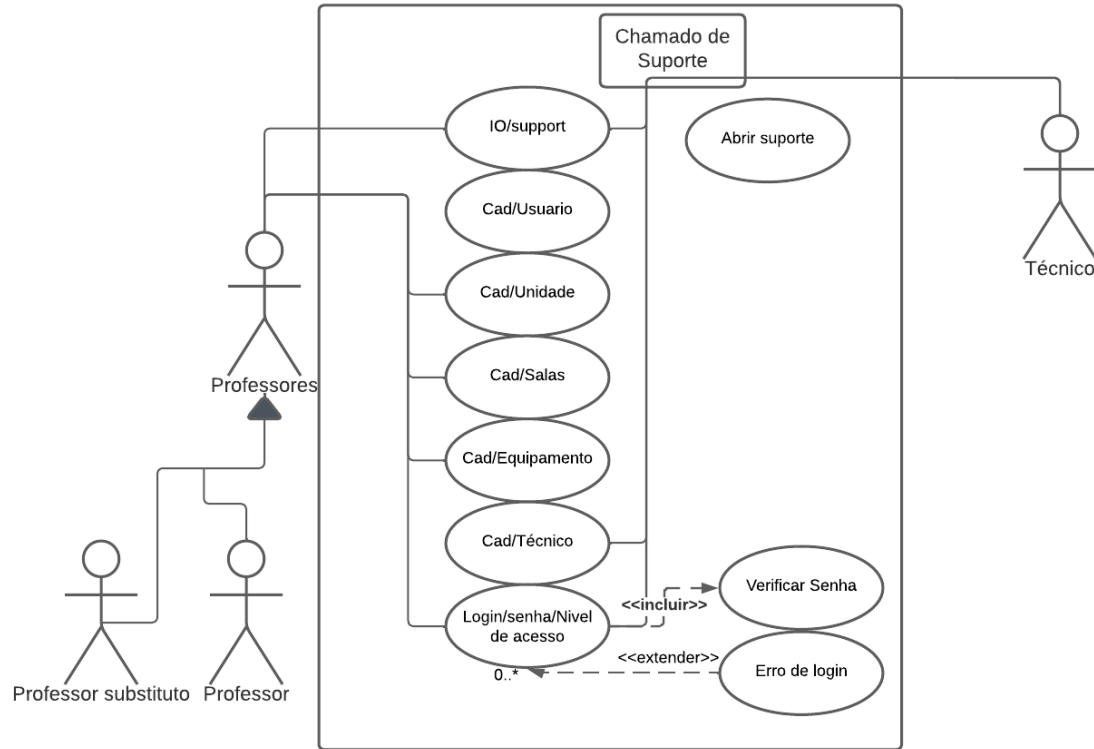 Chamado de
Suporte
IO/support
Abrir suporte
Cad/Usuario
Técnico
Cad/Unidade
Professores
Cad/Salas
Cad/Equipamento
Cad/Técnico
Verificar Senha
Login/senha/Nivel
de acesso
<<incluir>>
<<extender>>
Erro de login
0..*
Professor substituto
Professor